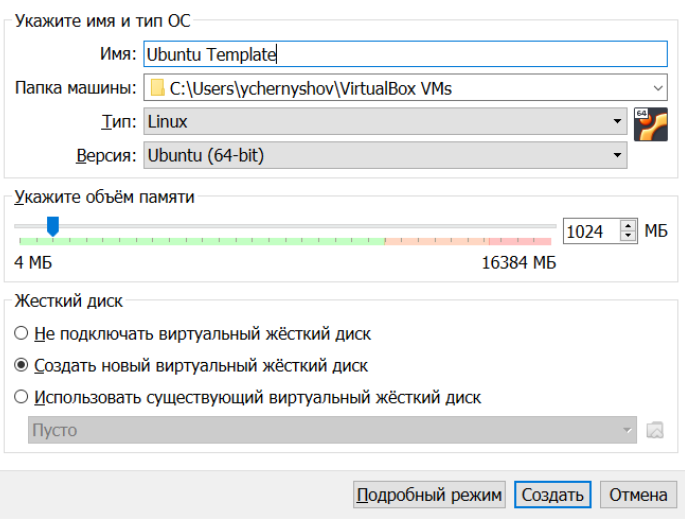 Укажите имя и тип ОС
Имя: Ubuntu Template
Папка машины: C:\Users\ychernyshov\VirtualBox VMs
Тип: Linux 64
Версия: Ubuntu (64-bit)
Укажите объём памяти
1024 МБ
4 МБ 16384 МБ
Жесткий диск
Не подключать виртуальный жёсткий диск
Создать новый виртуальный жёсткий диск
Использовать существующий виртуальный жёсткий диск
Пусто
Подробный режим Создать Отмена